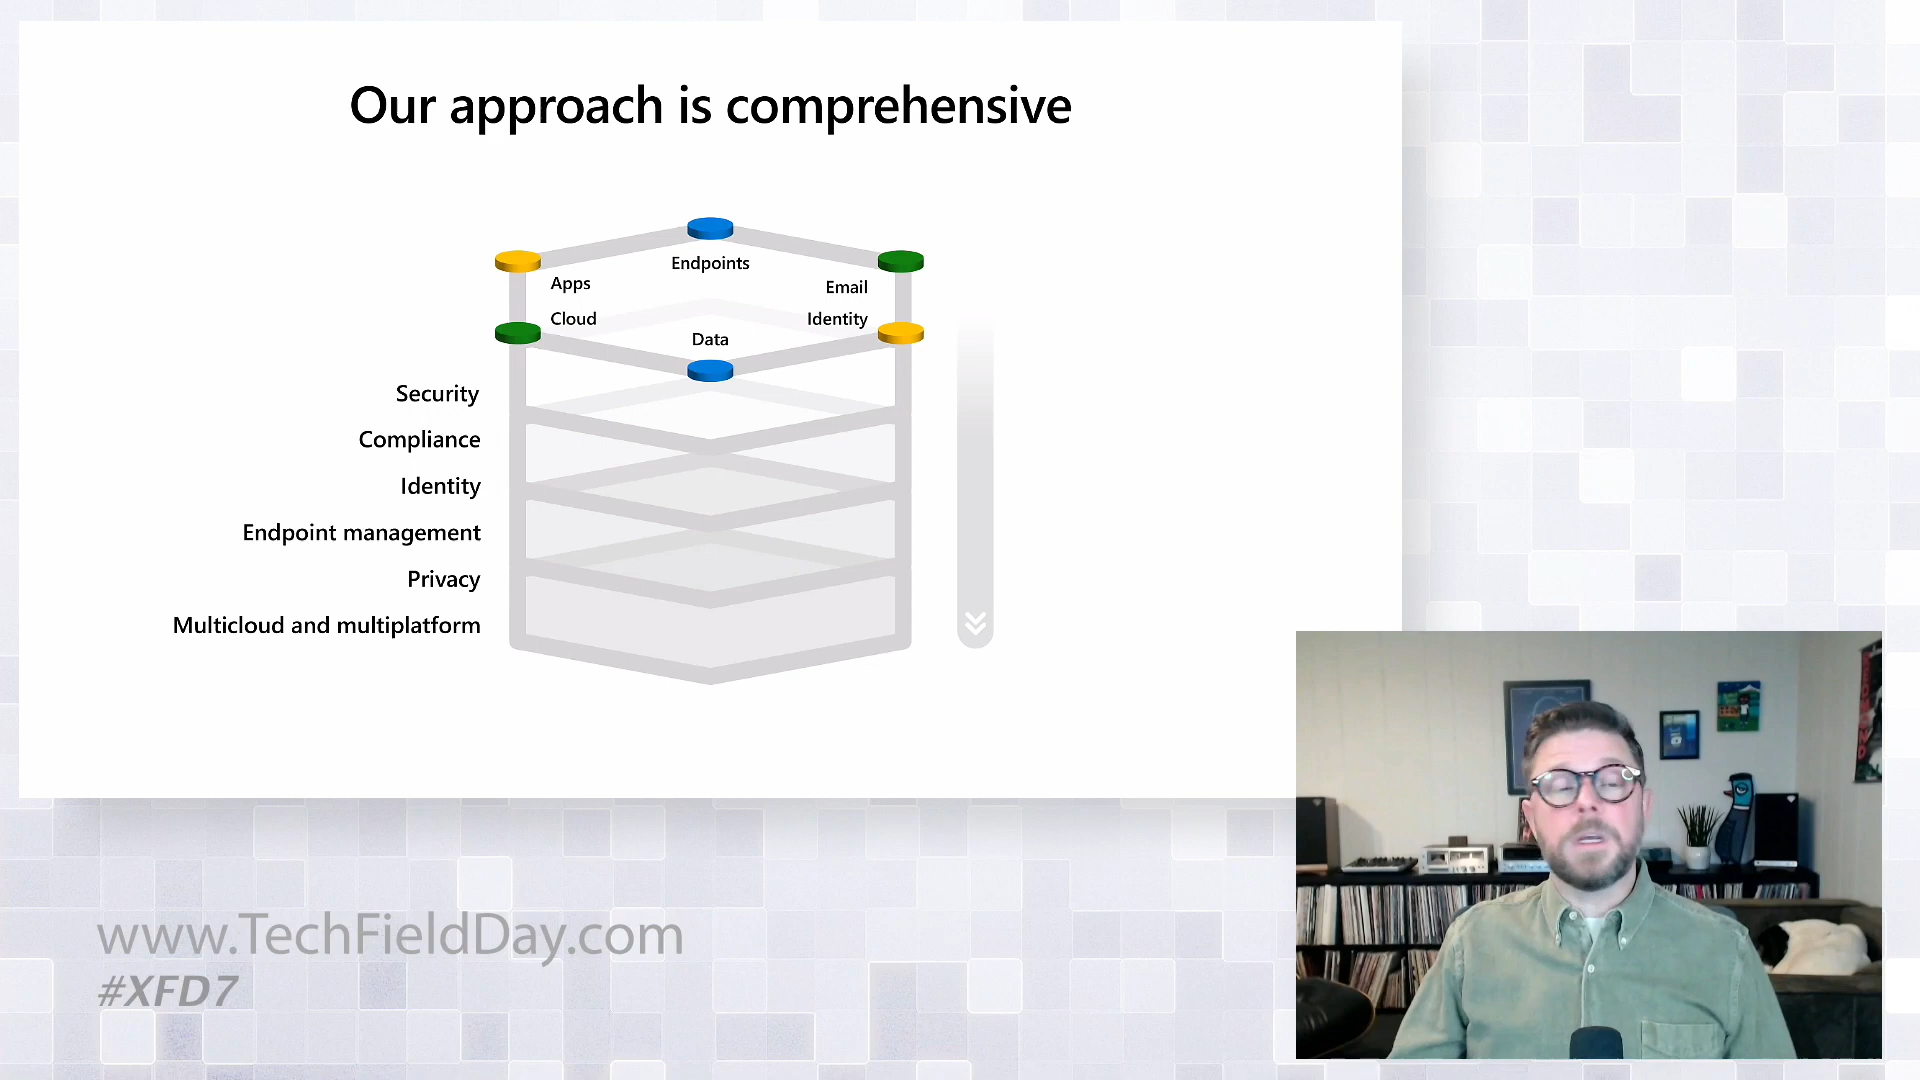 Our approach is comprehensive
Endpoints
Apps
Email
Cloud
Identity
Data
Security
Compliance
Identity
Endpoint management
Privacy
Multicloud and multiplatform
www.TechFieldDay.com
#XFD7